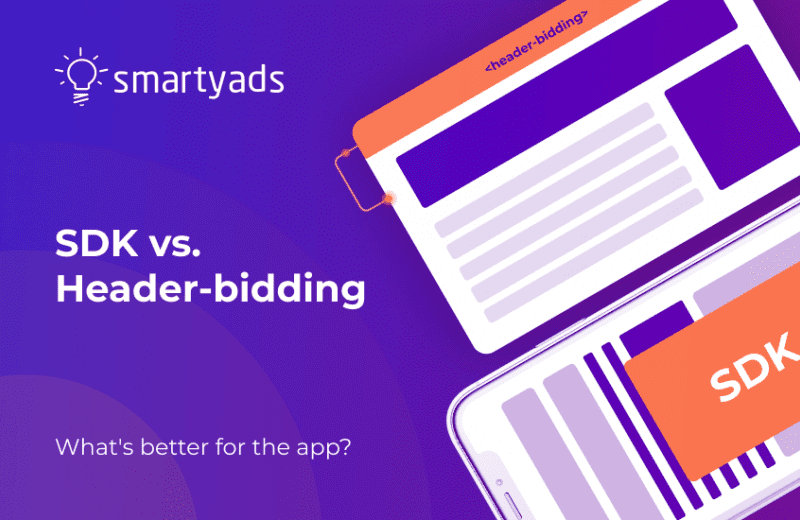 <header-bidding>
smartyads
SDK vs.
Header-bidding
SDK
What's better for the app?